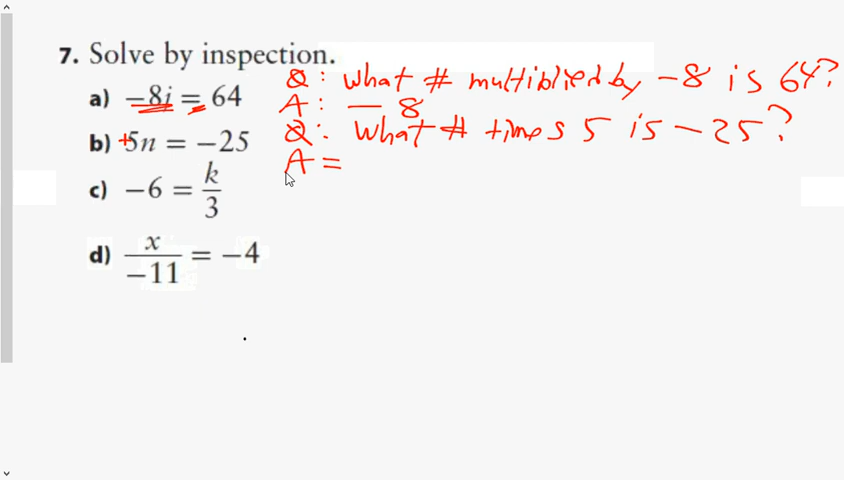 7. Solve by inspection.
Q: what # multiplied by -8 is 64?
a) -8j = 64
A: - 8
Q: what # times 5 is -25?
b) +5n = -25
A =
c) -6 = k/3
d) x/-11 = -4